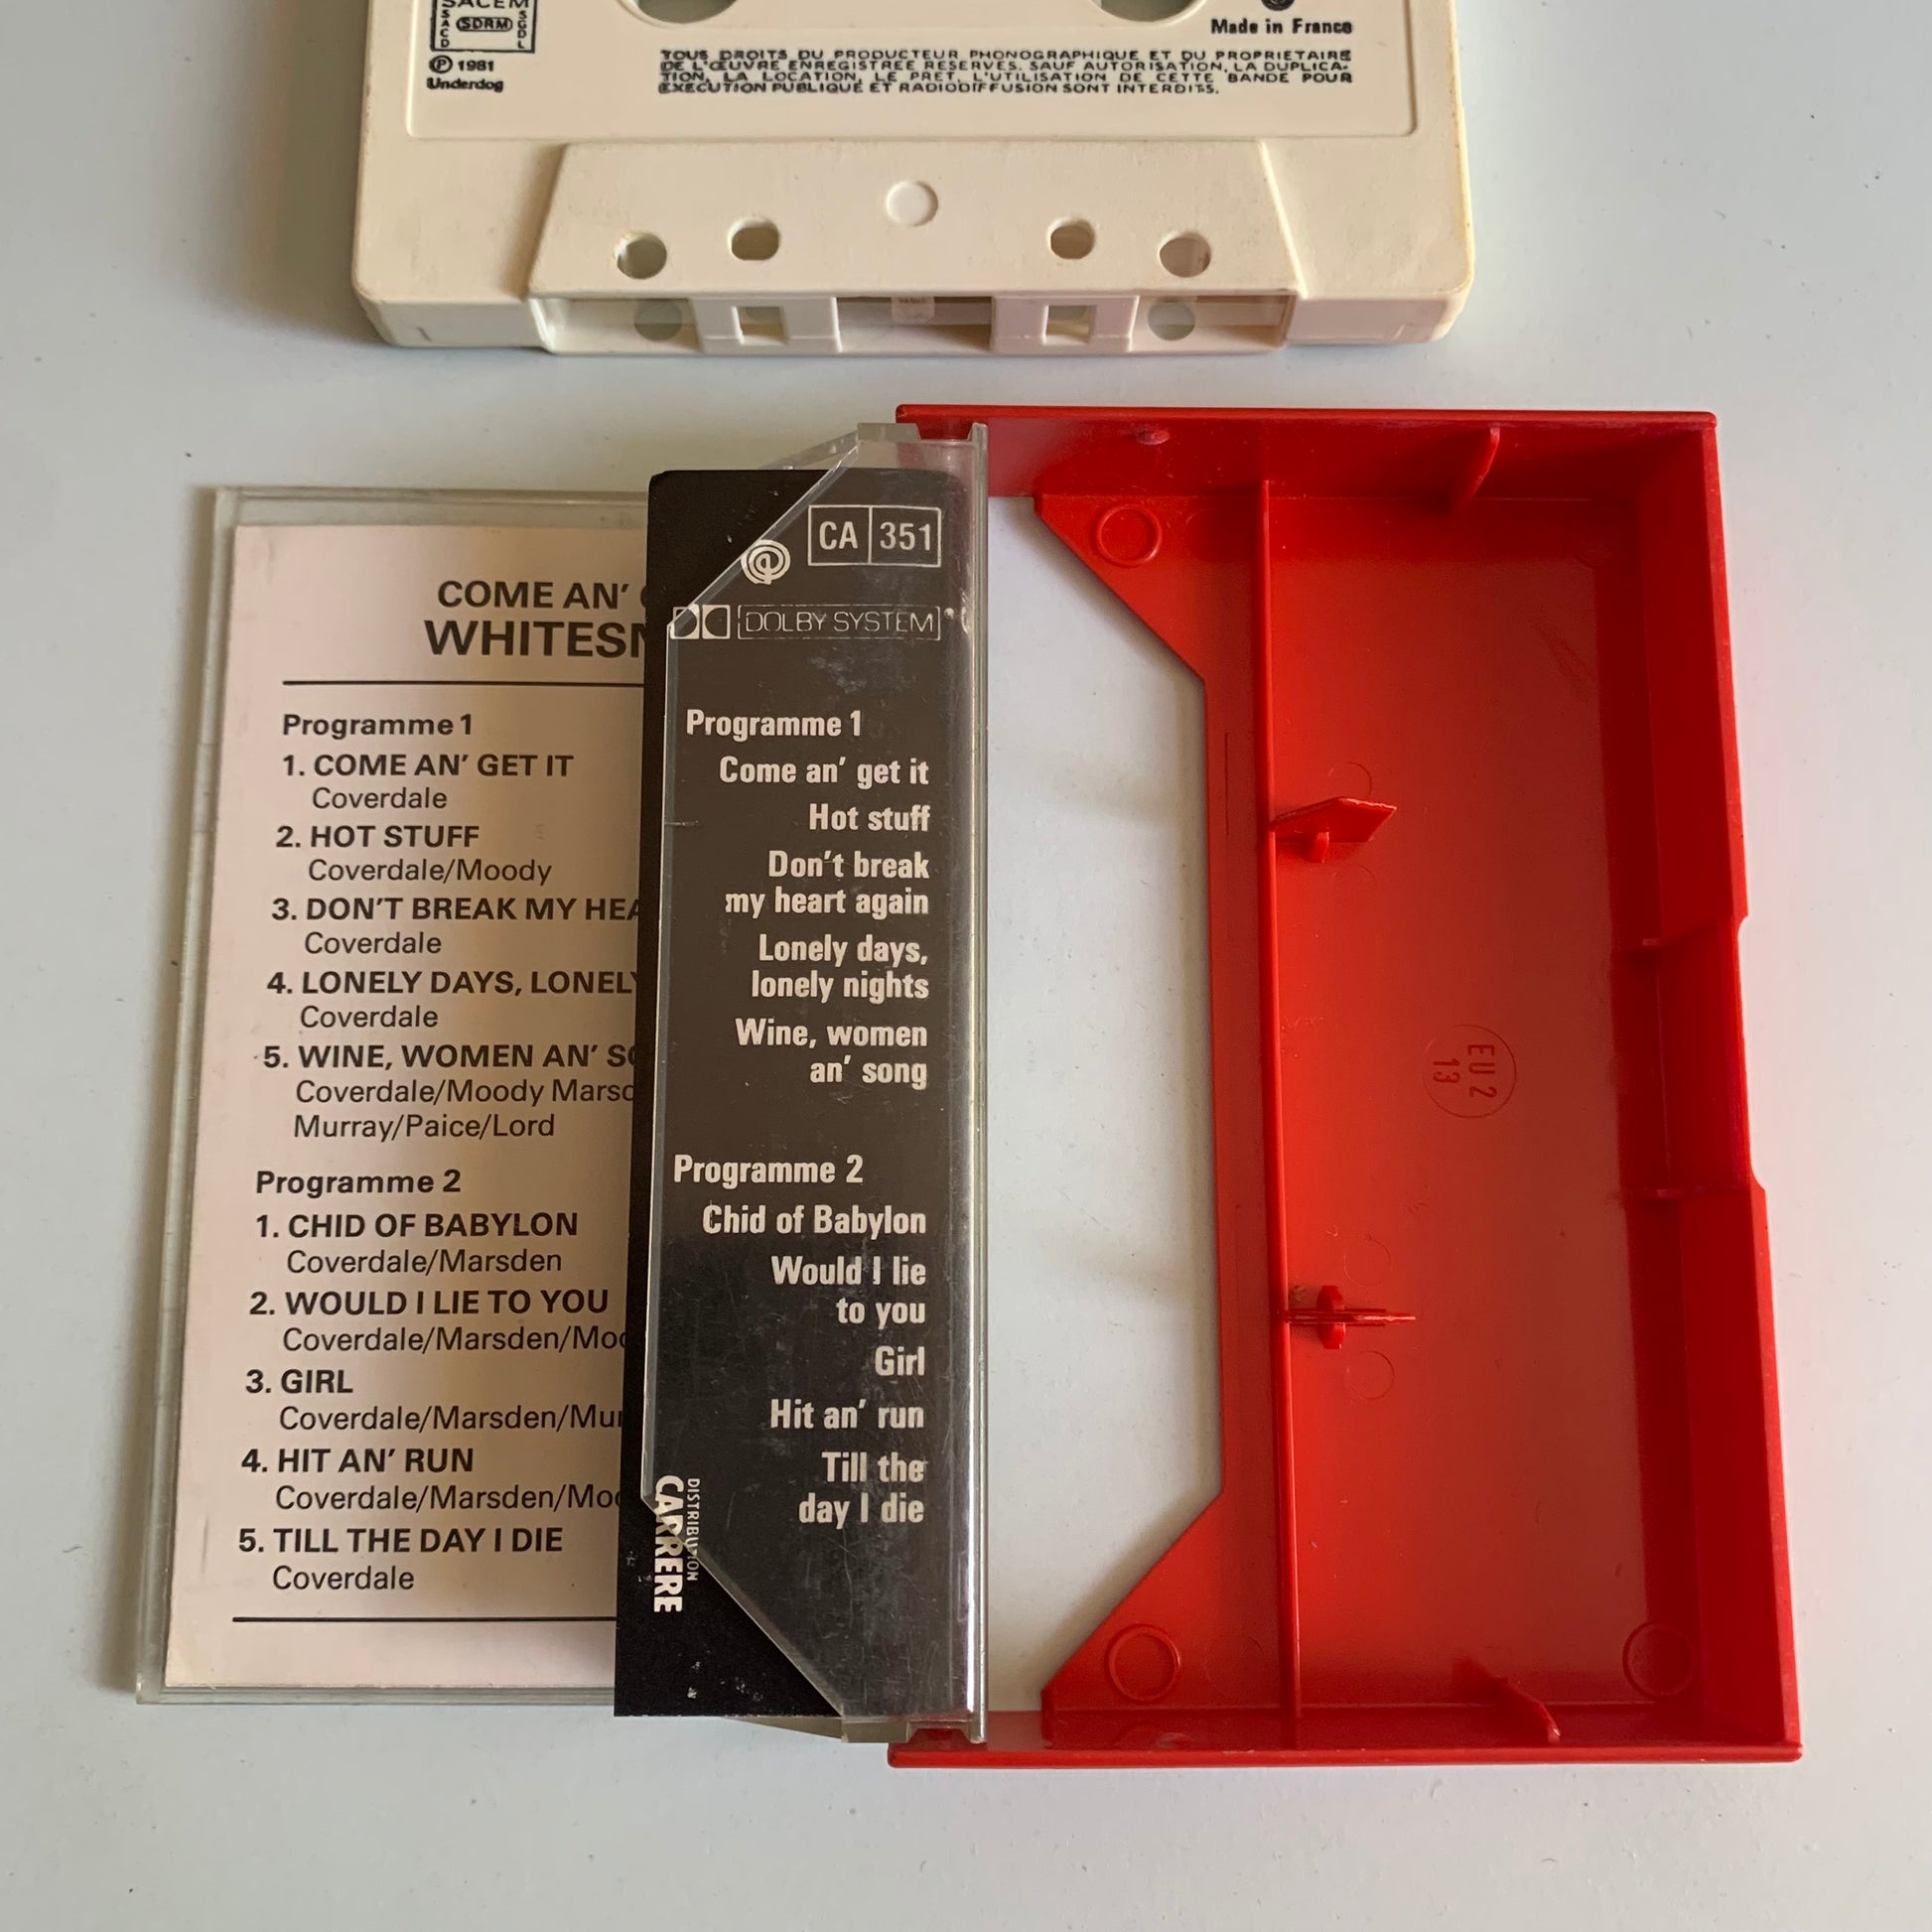 SACEM
SACD
SDRM
SGDL
Ⓟ 1981
Underdog
Made in France
TOUS DROITS DU PRODUCTEUR PHONOGRAPHIQUE ET DU PROPRIETAIRE
DE L'ŒUVRE ENREGISTREE RESERVES. SAUF AUTORISATION, LA DUPLICA-
TION, LA LOCATION, LE PRET, L'UTILISATION DE CETTE BANDE POUR
EXECUTION PUBLIQUE ET RADIODIFFUSION SONT INTERDITS.
COME AN'
WHITESN
Programme 1
1. COME AN' GET IT
Coverdale
2. HOT STUFF
Coverdale/Moody
3. DON'T BREAK MY HEA
Coverdale
4. LONELY DAYS, LONELY
Coverdale
5. WINE, WOMEN AN' SO
Coverdale/Moody Marsd
Murray/Paice/Lord
Programme 2
1. CHID OF BABYLON
Coverdale/Marsden
2. WOULD I LIE TO YOU
Coverdale/Marsden/Moo
3. GIRL
Coverdale/Marsden/Mur
4. HIT AN' RUN
Coverdale/Marsden/Moo
5. TILL THE DAY I DIE
Coverdale
CA 351
DOLBY SYSTEM
Programme 1
Come an' get it
Hot stuff
Don't break
my heart again
Lonely days,
lonely nights
Wine, women
an' song
Programme 2
Chid of Babylon
Would I lie
to you
Girl
Hit an' run
Till the
day I die
DISTRIBUTION
CARRERE
EU 2
13